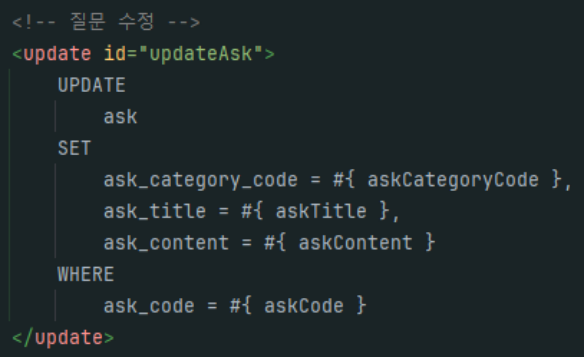 <!-- 질문 수정 -->
<update id="updateAsk">
UPDATE
ask
SET
ask_category_code = #{ askCategoryCode },
ask_title = #{ askTitle },
ask_content = #{ askContent }
WHERE
ask_code = #{ askCode }
</update>